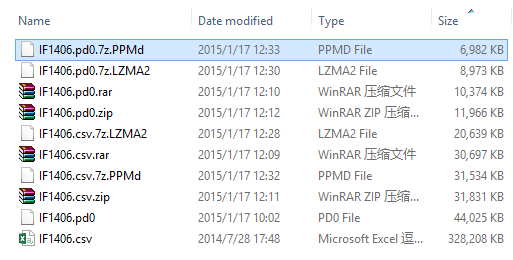 Name Date modified Type Size
IF1406.pd0.7z.PPMd 2015/1/17 12:33 PPMD File 6,982 KB
IF1406.pd0.7z.LZMA2 2015/1/17 12:30 LZMA2 File 8,973 KB
IF1406.pd0.rar 2015/1/17 12:10 WinRAR 压缩文件 10,374 KB
IF1406.pd0.zip 2015/1/17 12:10 WinRAR ZIP 压缩... 11,966 KB
IF1406.csv.7z.LZMA2 2015/1/17 12:28 LZMA2 File 20,639 KB
IF1406.csv.rar 2015/1/17 12:09 WinRAR 压缩文件 30,697 KB
IF1406.csv.7z.PPMd 2015/1/17 12:32 PPMD File 31,534 KB
IF1406.csv.zip 2015/1/17 12:11 WinRAR ZIP 压缩... 31,831 KB
IF1406.pd0 2015/1/17 10:02 PD0 File 44,025 KB
IF1406.csv 2014/7/28 17:48 Microsoft Excel 逗... 328,208 KB